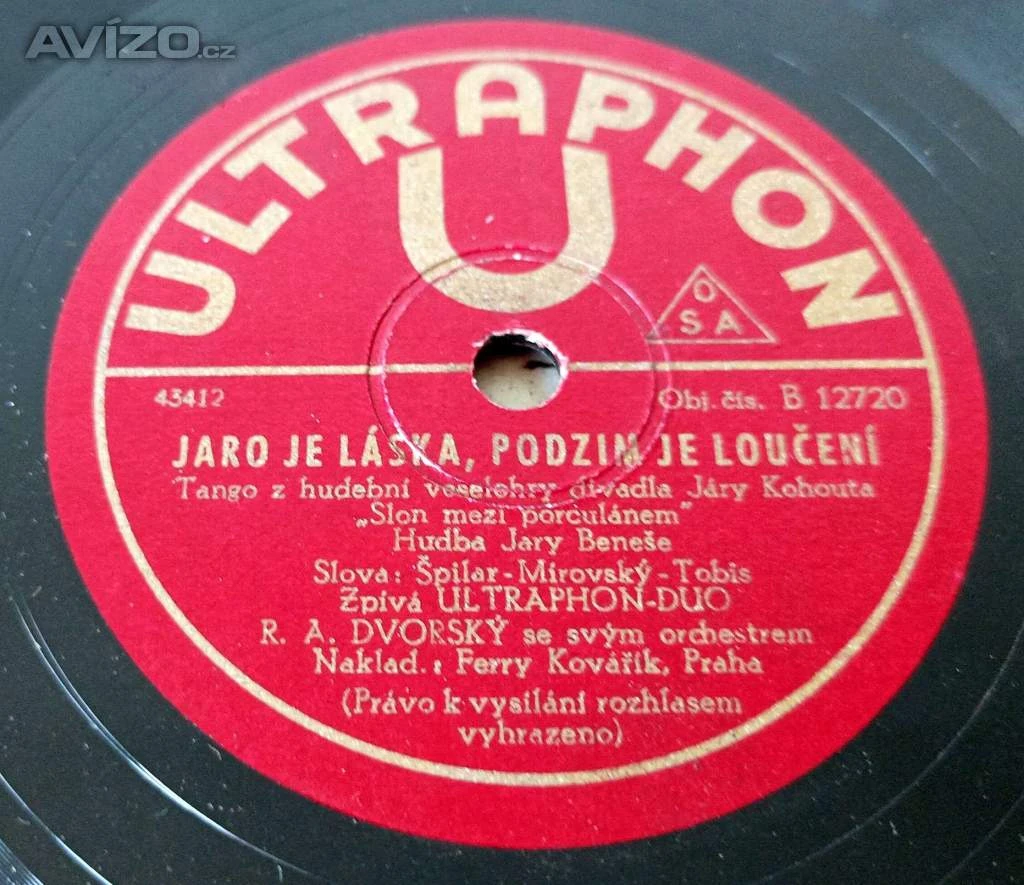 AVÍZO.cz
ULTRAPHON
U
O
SA
43412
Obj. čís. B 12720
JARO JE LÁSKA, PODZIM JE LOUČENÍ
Tango z hudební veselohry divadla Járy Kohouta
„Slon mezi porculánem"
Hudba Jary Beneše
Slova: Špilar-Mírovský-Tobis
Zpívá ULTRAPHON-DUO
R. A. DVORSKÝ se svým orchestrem
Naklad.: Ferry Kovářík, Praha
(Právo k vysílání rozhlasem
vyhrazeno)